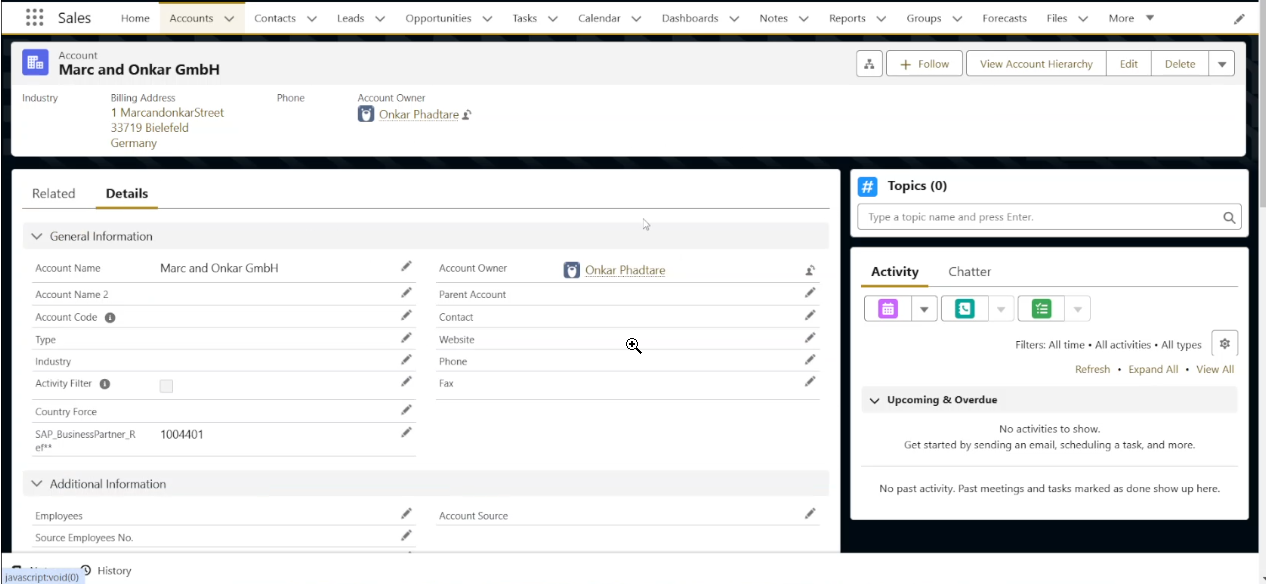 Sales Home Accounts Contacts Leads Opportunities Tasks Calendar Dashboards Notes Reports Groups Forecasts Files More
Account
Marc and Onkar GmbH
Follow View Account Hierarchy Edit Delete
Industry Billing Address Phone Account Owner
1 MarcandonkarStreet Onkar Phadtare
33719 Bielefeld
Germany
Related Details
General Information
Account Name Marc and Onkar GmbH Account Owner Onkar Phadtare
Account Name 2 Parent Account
Account Code Contact
Type Website
Industry Phone
Activity Filter Fax
Country Force
SAP_BusinessPartner_R 1004401
ef**
Additional Information
Employees Account Source
Source Employees No.
Topics (0)
Type a topic name and press Enter.
Activity Chatter
Filters: All time • All activities • All types
Refresh • Expand All • View All
Upcoming & Overdue
No activities to show.
Get started by sending an email, scheduling a task, and more.
No past activity. Past meetings and tasks marked as done show up here.
History
javascript:void(0)